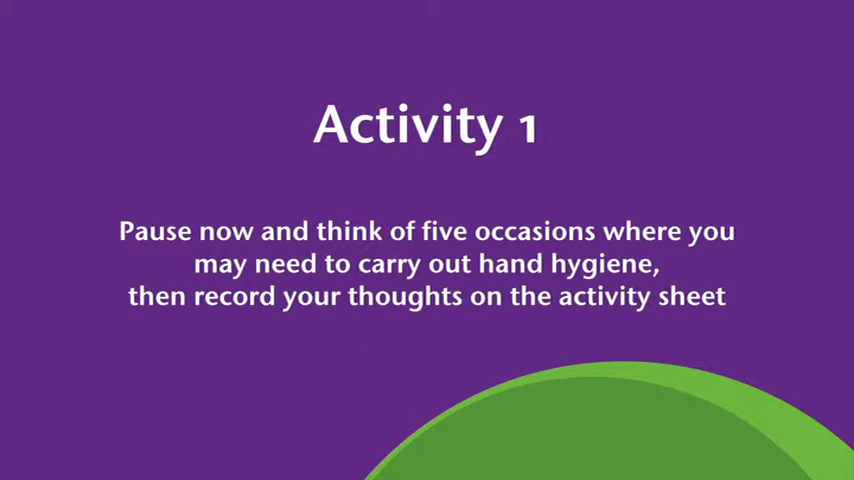 Activity 1
Pause now and think of five occasions where you
may need to carry out hand hygiene,
then record your thoughts on the activity sheet